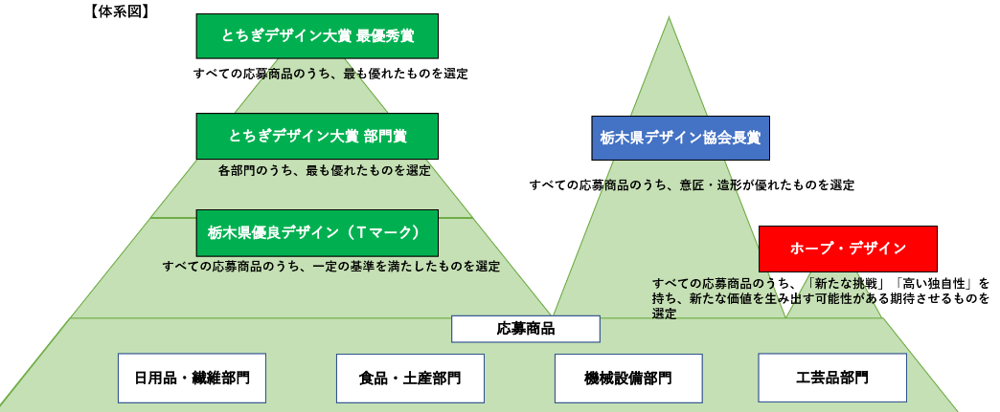 【体系図】
とちぎデザイン大賞 最優秀賞
すべての応募商品のうち、最も優れたものを選定
とちぎデザイン大賞 部門賞
各部門のうち、最も優れたものを選定
栃木県優良デザイン（Ｔマーク）
すべての応募商品のうち、一定の基準を満たしたものを選定
栃木県デザイン協会長賞
すべての応募商品のうち、意匠・造形が優れたものを選定
ホープ・デザイン
すべての応募商品のうち、「新たな挑戦」「高い独自性」を
持ち、新たな価値を生み出す可能性がある期待させるものを
選定
応募商品
日用品・繊維部門
食品・土産部門
機械設備部門
工芸品部門